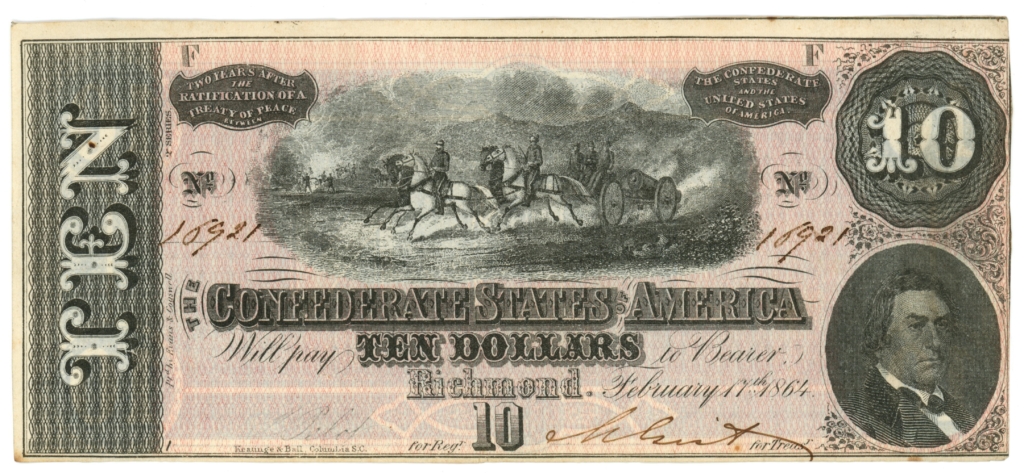 F
F
TWO YEARS AFTER
THE
RATIFICATION OF A
TREATY OF PEACE
BETWEEN
THE CONFEDERATE
STATES
AND THE
UNITED STATES
OF AMERICA
10
TEN
SERIES
No
No
16921
16921
THE
CONFEDERATE STATES OF AMERICA
Will pay TEN DOLLARS to Bearer.
Richmond. February 17th 1864.
10
for Regr.
for Treasr.
Keatinge & Ball, Columbia S.C.